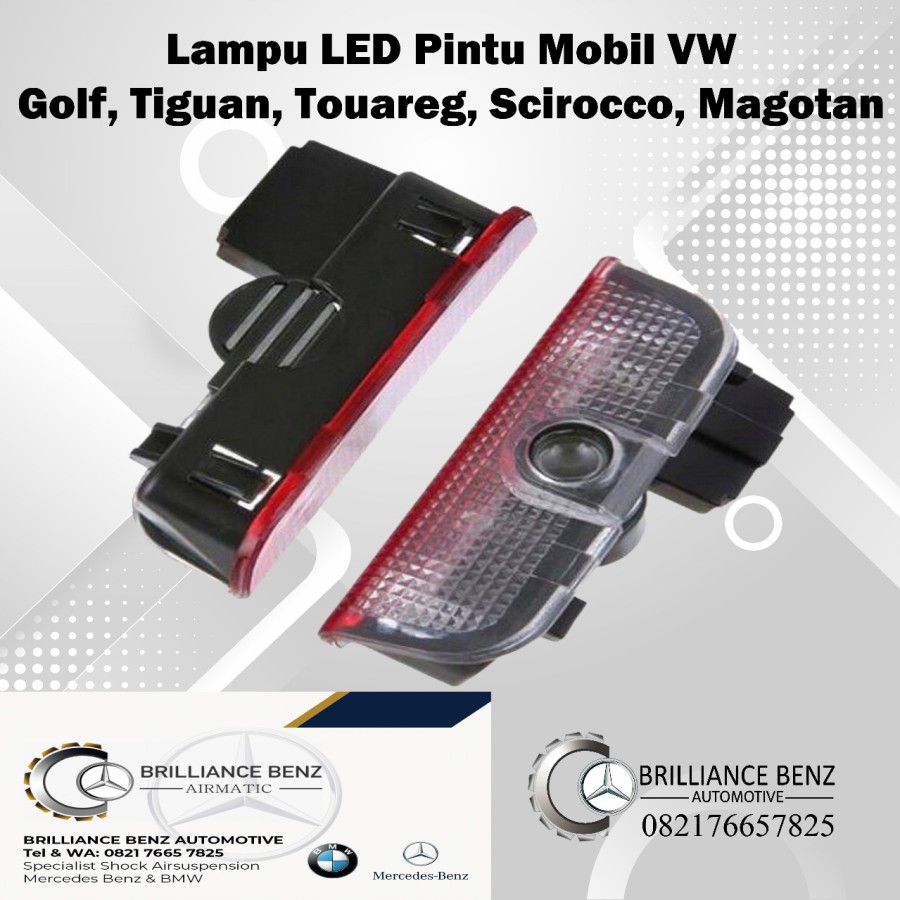 Lampu LED Pintu Mobil VW
Golf, Tiguan, Touareg, Scirocco, Magotan
BRILLIANCE BENZ
AIRMATIC
BRILLIANCE BENZ AUTOMOTIVE
Tel & WA: 0821 7665 7825
Specialist Shock Airsuspension
Mercedes Benz & BMW
BMW
Mercedes-Benz
BRILLIANCE BENZ
AUTOMOTIVE
082176657825